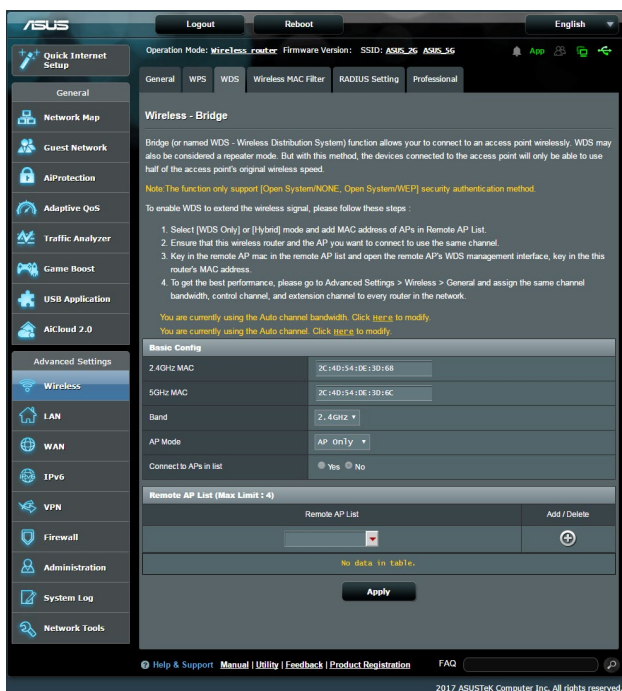 ASUS
Logout
Reboot
English
Quick Internet
Setup
Operation Mode: Wireless router Firmware Version: SSID: ASUS_2G ASUS_5G
App
General
WPS
WDS
Wireless MAC Filter
RADIUS Setting
Professional
General
Network Map
Guest Network
AiProtection
Adaptive QoS
Traffic Analyzer
Game Boost
USB Application
AiCloud 2.0
Advanced Settings
Wireless
LAN
WAN
IPv6
VPN
Firewall
Administration
System Log
Network Tools
Wireless - Bridge
Bridge (or named WDS - Wireless Distribution System) function allows your to connect to an access point wirelessly. WDS may
also be considered a repeater mode. But with this method, the devices connected to the access point will only be able to use
half of the access point's original wireless speed.
Note:The function only support [Open System/NONE, Open System/WEP] security authentication method.
To enable WDS to extend the wireless signal, please follow these steps :
1. Select [WDS Only] or [Hybrid] mode and add MAC address of APs in Remote AP List.
2. Ensure that this wireless router and the AP you want to connect to use the same channel.
3. Key in the remote AP mac in the remote AP list and open the remote AP's WDS management interface, key in the this
router's MAC address.
4. To get the best performance, please go to Advanced Settings > Wireless > General and assign the same channel
bandwidth, control channel, and extension channel to every router in the network.
You are currently using the Auto channel bandwidth. Click Here to modify.
You are currently using the Auto channel. Click Here to modify.
Basic Config
2.4GHz MAC
2C:4D:54:DE:3D:68
5GHz MAC
2C:4D:54:DE:3D:6C
Band
2.4GHz
AP Mode
AP Only
Connect to APs in list
Yes No
Remote AP List (Max Limit : 4)
Remote AP List
Add / Delete
No data in table.
Apply
Help & Support Manual | Utility | Feedback | Product Registration
FAQ
2017 ASUSTeK Computer Inc. All rights reserved